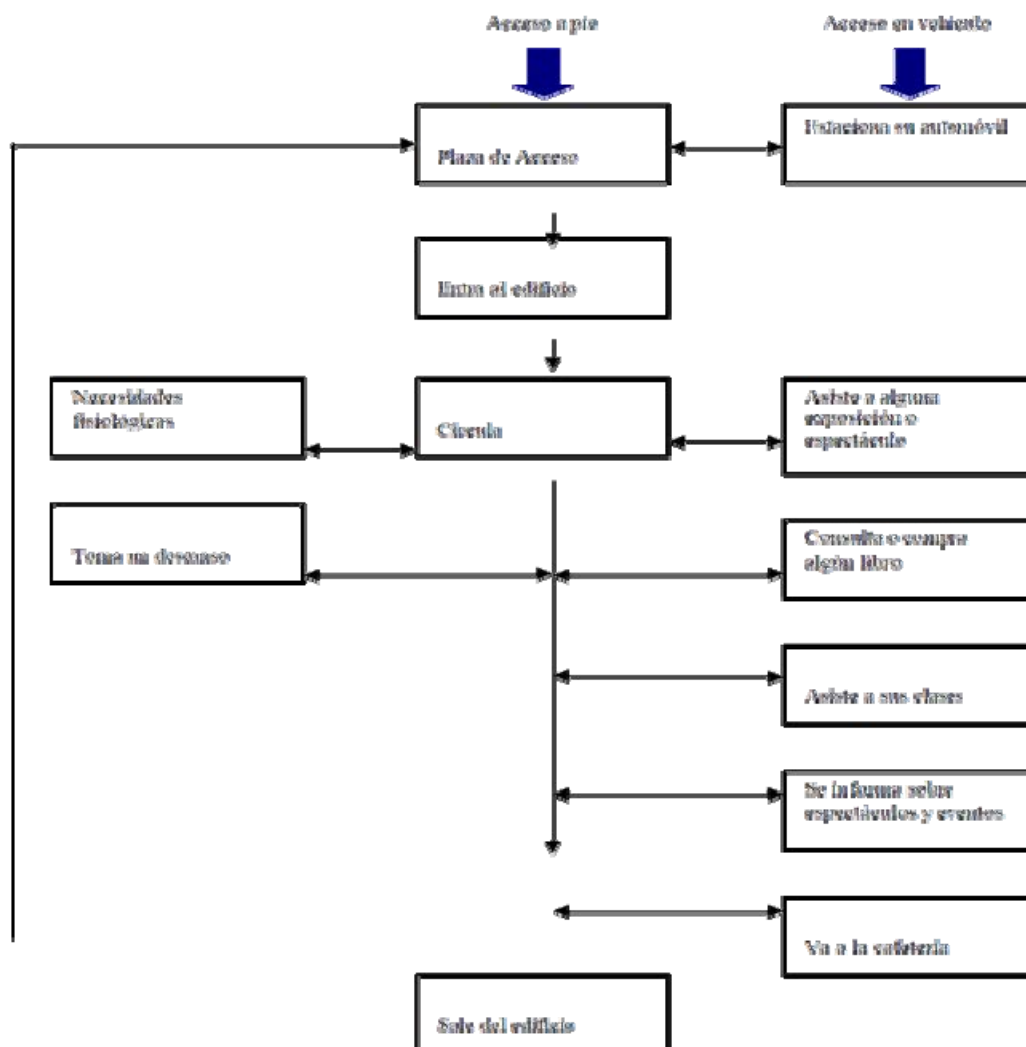 Acceso a pie
Acceso en vehículo
Estaciona su automóvil
Plaza de Acceso
Entra al edificio
Necesidades
fisiológicas
Circula
Asiste a alguna
exposición o
espectáculo
Toma un descanso
Consulta o compra
algún libro
Asiste a sus clases
Se informa sobre
espectáculos y eventos
Va a la cafetería
Sale del edificio